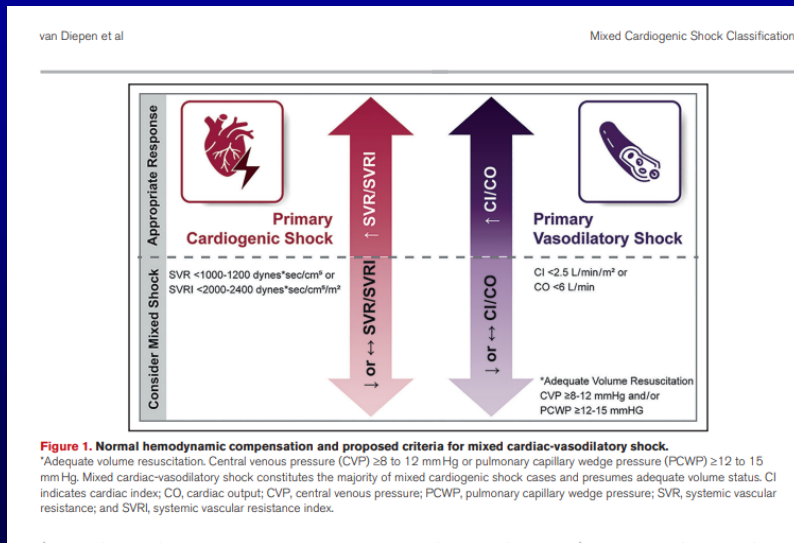 van Diepen et al
Mixed Cardiogenic Shock Classification
Appropriate Response
Primary
Cardiogenic Shock
↑ SVR/SVRI
↑ CI/CO
Primary
Vasodilatory Shock
Consider Mixed Shock
SVR <1000-1200 dynes*sec/cm⁵ or
SVRI <2000-2400 dynes*sec/cm⁵/m²
↓ or ↔ SVR/SVRI
↓ or ↔ CI/CO
CI <2.5 L/min/m² or
CO <6 L/min
*Adequate Volume Resuscitation
CVP ≥8-12 mmHg and/or
PCWP ≥12-15 mmHG
Figure 1. Normal hemodynamic compensation and proposed criteria for mixed cardiac-vasodilatory shock.
*Adequate volume resuscitation. Central venous pressure (CVP) ≥8 to 12 mm Hg or pulmonary capillary wedge pressure (PCWP) ≥12 to 15
mm Hg. Mixed cardiac-vasodilatory shock constitutes the majority of mixed cardiogenic shock cases and presumes adequate volume status. CI
indicates cardiac index; CO, cardiac output; CVP, central venous pressure; PCWP, pulmonary capillary wedge pressure; SVR, systemic vascular
resistance; and SVRI, systemic vascular resistance index.